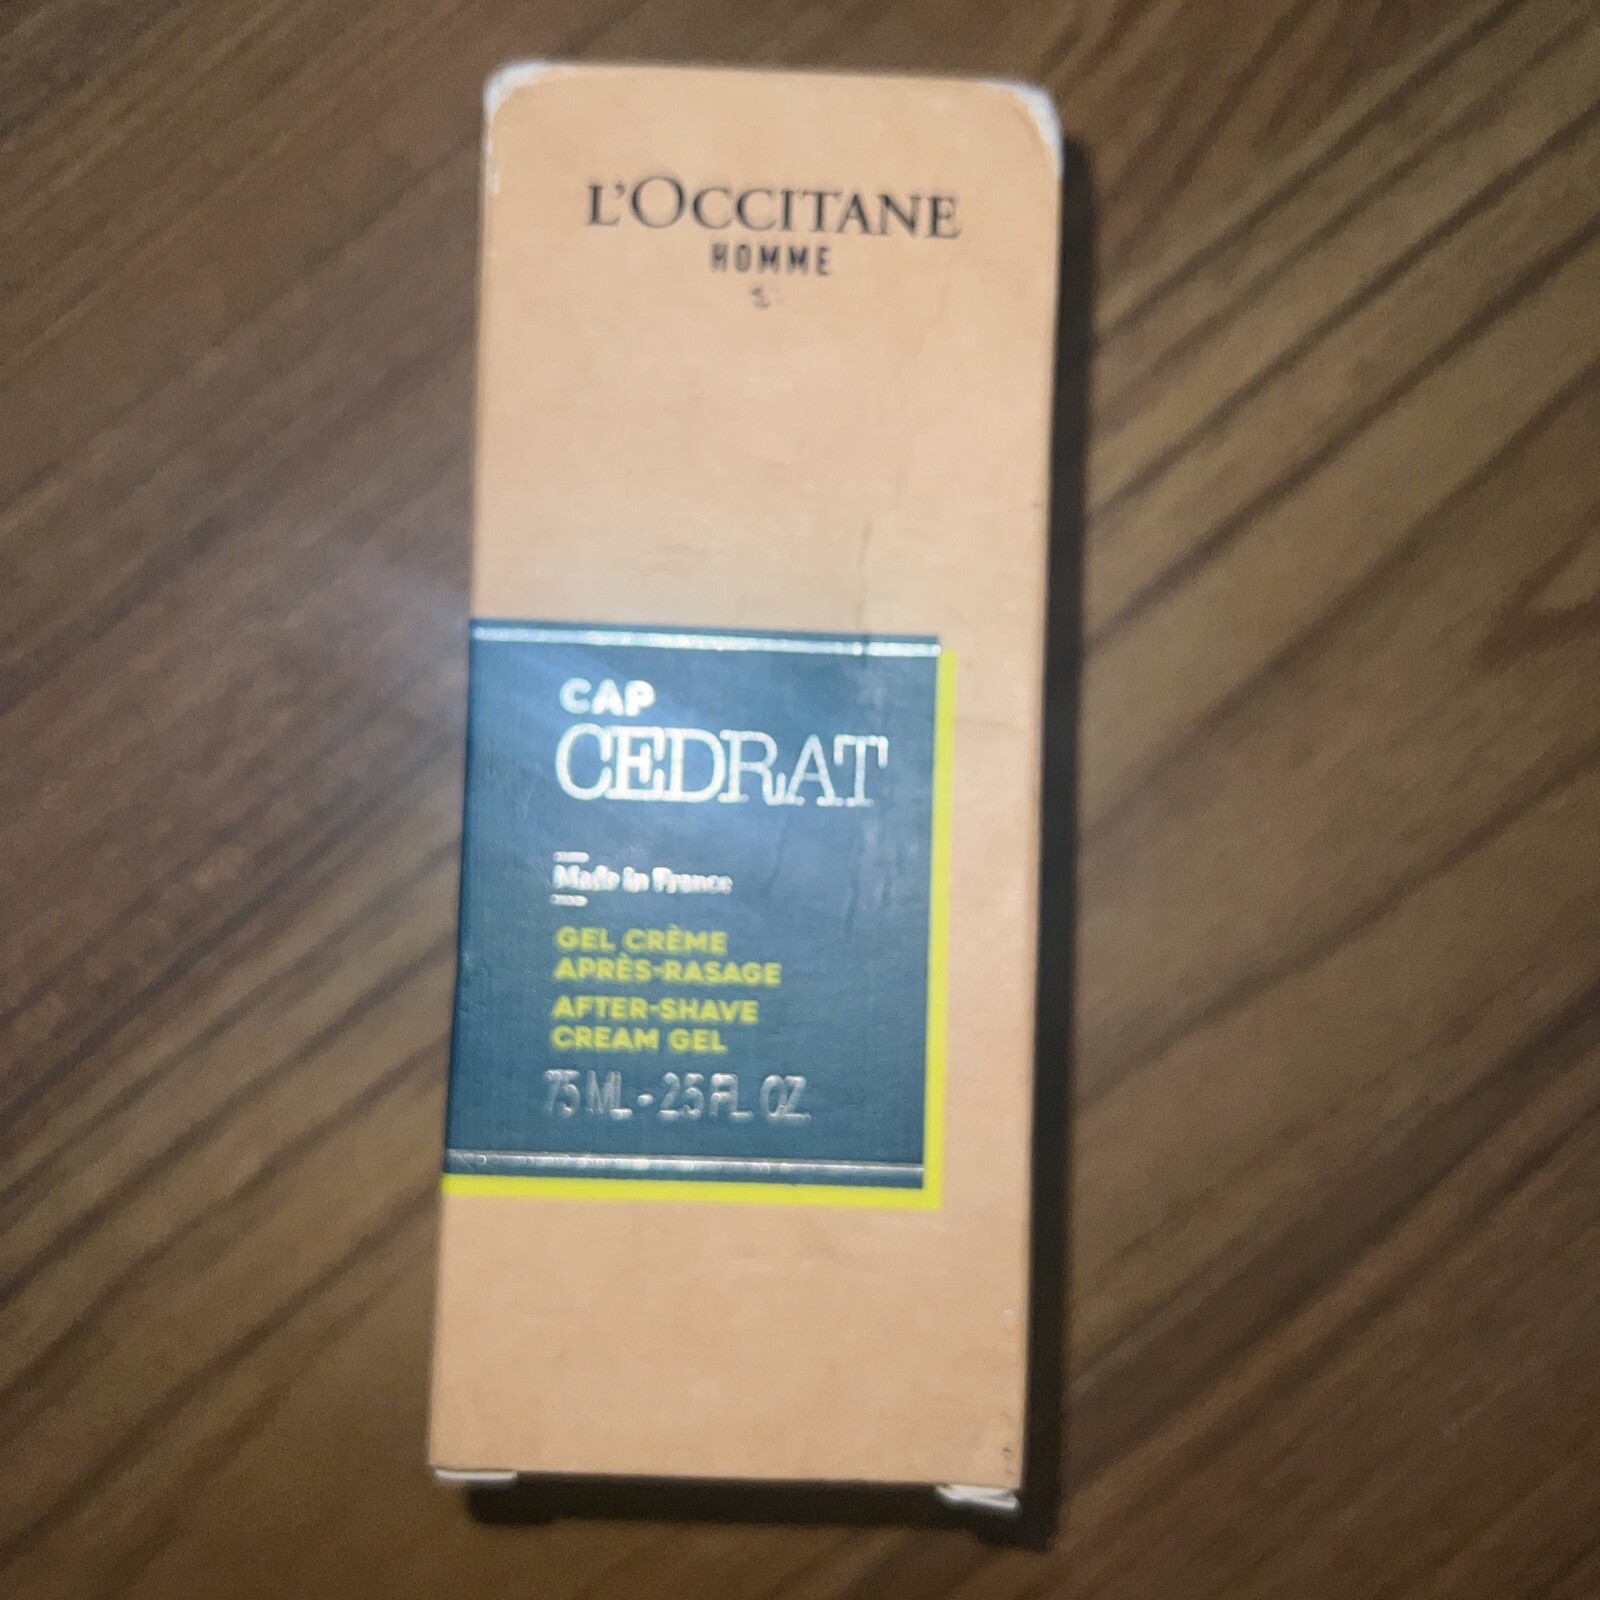 L'OCCITANE
HOMME
CAP
CEDRAT
Made in France
GEL CRÈME
APRÈS-RASAGE
AFTER-SHAVE
CREAM GEL
75 ML - 2.5 FL. OZ.